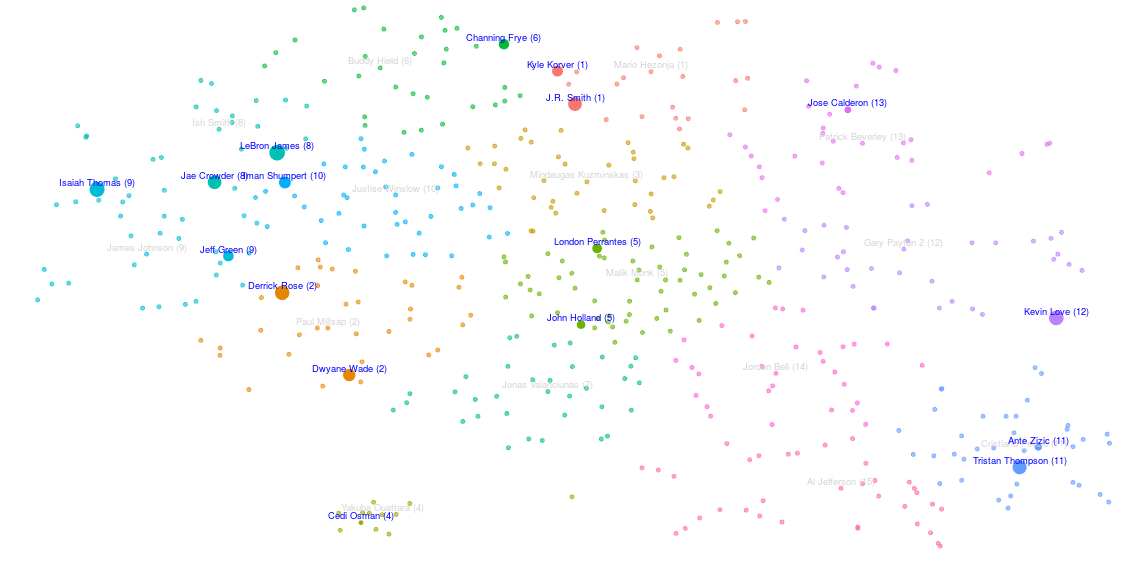 Channing Frye (6)
Buddy Hield (6)
Kyle Korver (1)
Mario Hezonja (1)
J.R. Smith (1)
Jose Calderon (13)
Ish Smith (8)
Patrick Beverley (13)
LeBron James (8)
Isaiah Thomas (9)
Jae Crowder (8)
Iman Shumpert (10)
Mindaugas Kuzminskas (3)
Justise Winslow (10)
James Johnson (9)
Jeff Green (9)
London Perrantes (5)
Gary Payton 2 (12)
Malik Monk (5)
Derrick Rose (2)
Paul Millsap (2)
John Holland (5)
Kevin Love (12)
Dwyane Wade (2)
Jordan Bell (14)
Jonas Valanciunas (7)
Ante Zizic (11)
Tristan Thompson (11)
Al Jefferson (15)
Yakuba Ouattara (4)
Cedi Osman (4)